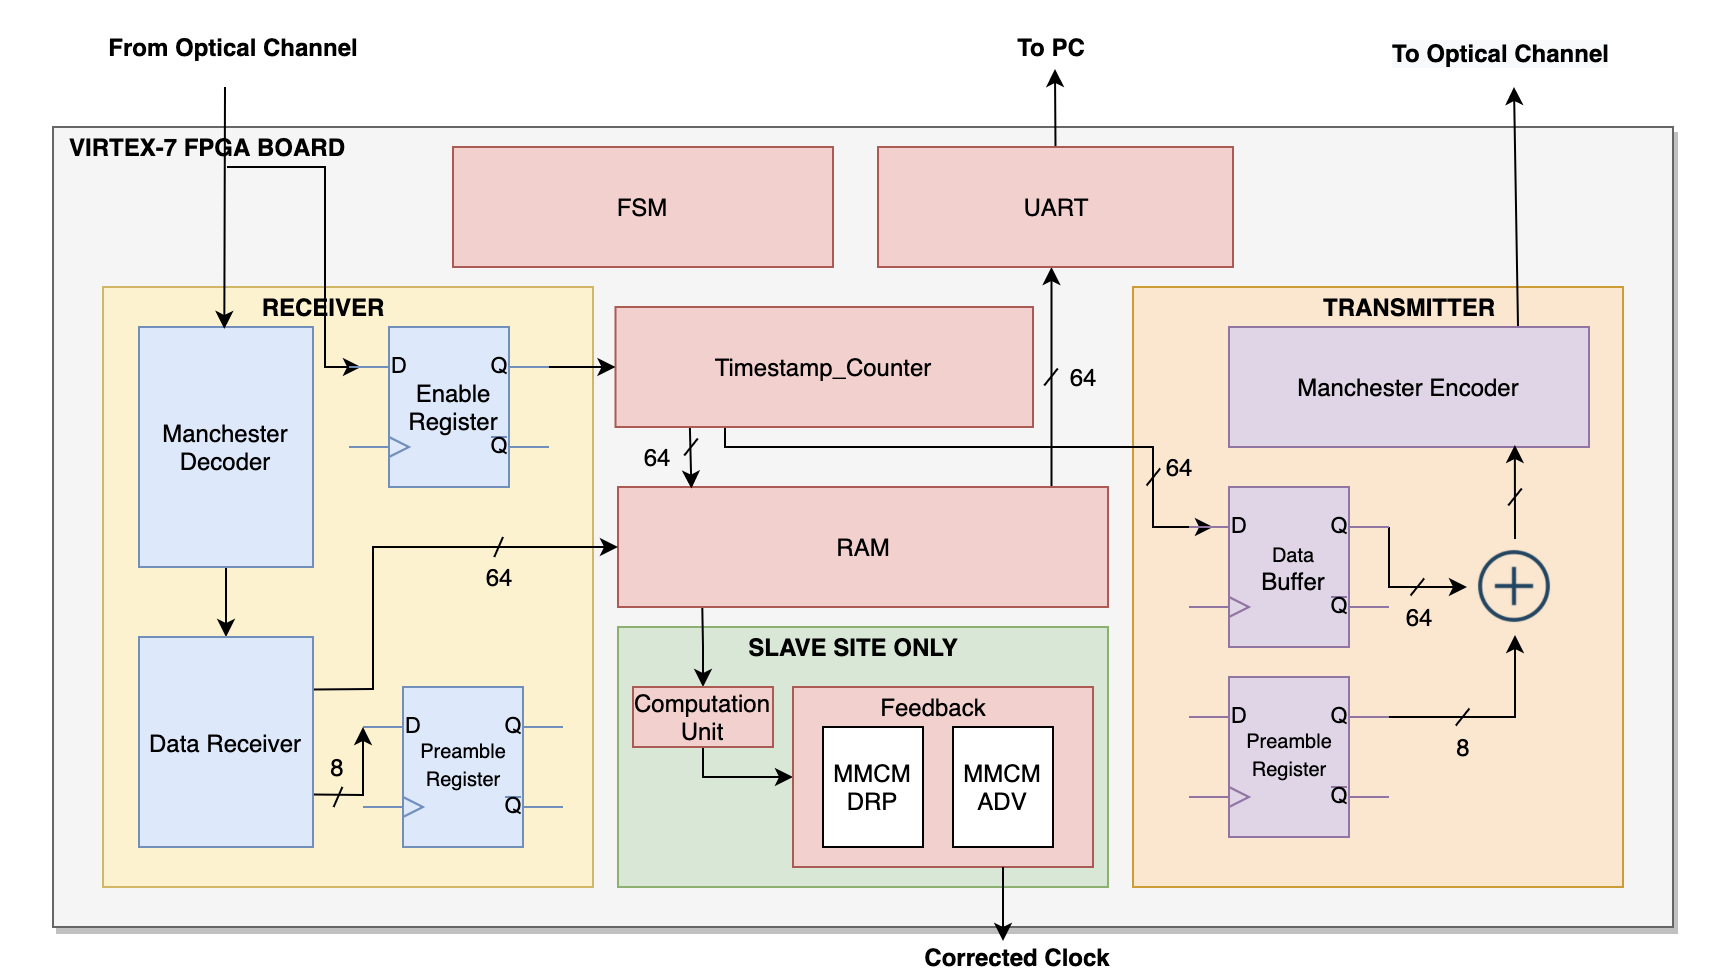 From Optical Channel
To PC
To Optical Channel
VIRTEX-7 FPGA BOARD
FSM
UART
RECEIVER
Manchester
Decoder
D
Q
Enable
Register
Q
Timestamp_Counter
64
64
64
RAM
64
Data Receiver
8
D
Q
Preamble
Register
Q
SLAVE SITE ONLY
Computation
Unit
Feedback
MMCM
DRP
MMCM
ADV
TRANSMITTER
Manchester Encoder
D
Q
Data
Buffer
Q
64
D
Q
Preamble
Register
Q
8
Corrected Clock